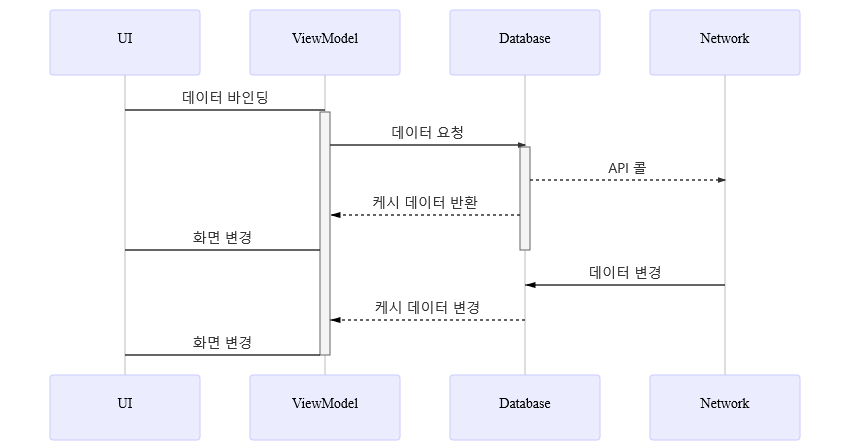 UI
ViewModel
Database
Network
데이터 바인딩
데이터 요청
API 콜
케시 데이터 반환
화면 변경
데이터 변경
케시 데이터 변경
화면 변경
UI
ViewModel
Database
Network